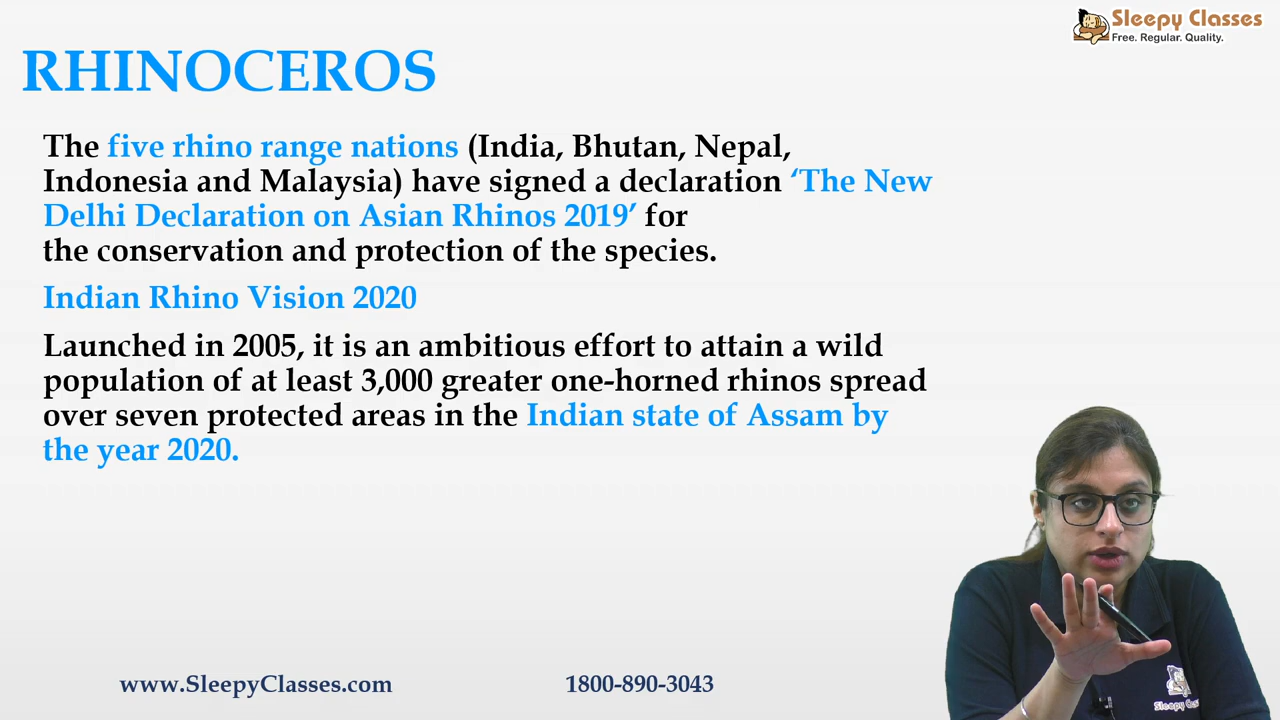 Sleepy Classes
Free. Regular. Quality.
RHINOCEROS
The five rhino range nations (India, Bhutan, Nepal,
Indonesia and Malaysia) have signed a declaration ‘The New
Delhi Declaration on Asian Rhinos 2019’ for
the conservation and protection of the species.
Indian Rhino Vision 2020
Launched in 2005, it is an ambitious effort to attain a wild
population of at least 3,000 greater one-horned rhinos spread
over seven protected areas in the Indian state of Assam by
the year 2020.
www.SleepyClasses.com
1800-890-3043